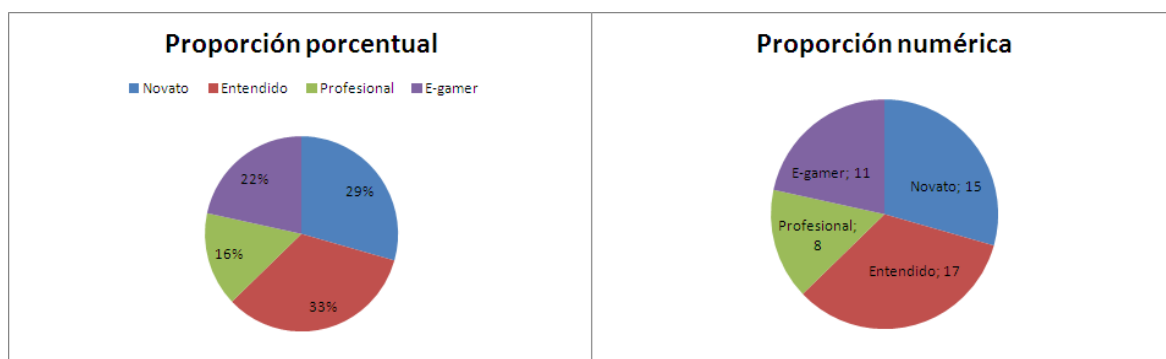 Proporción porcentual
Novato Entendido Profesional E-gamer
22%
29%
16%
33%
Proporción numérica
E-gamer; 11
Novato; 15
Profesional;
8
Entendido; 17